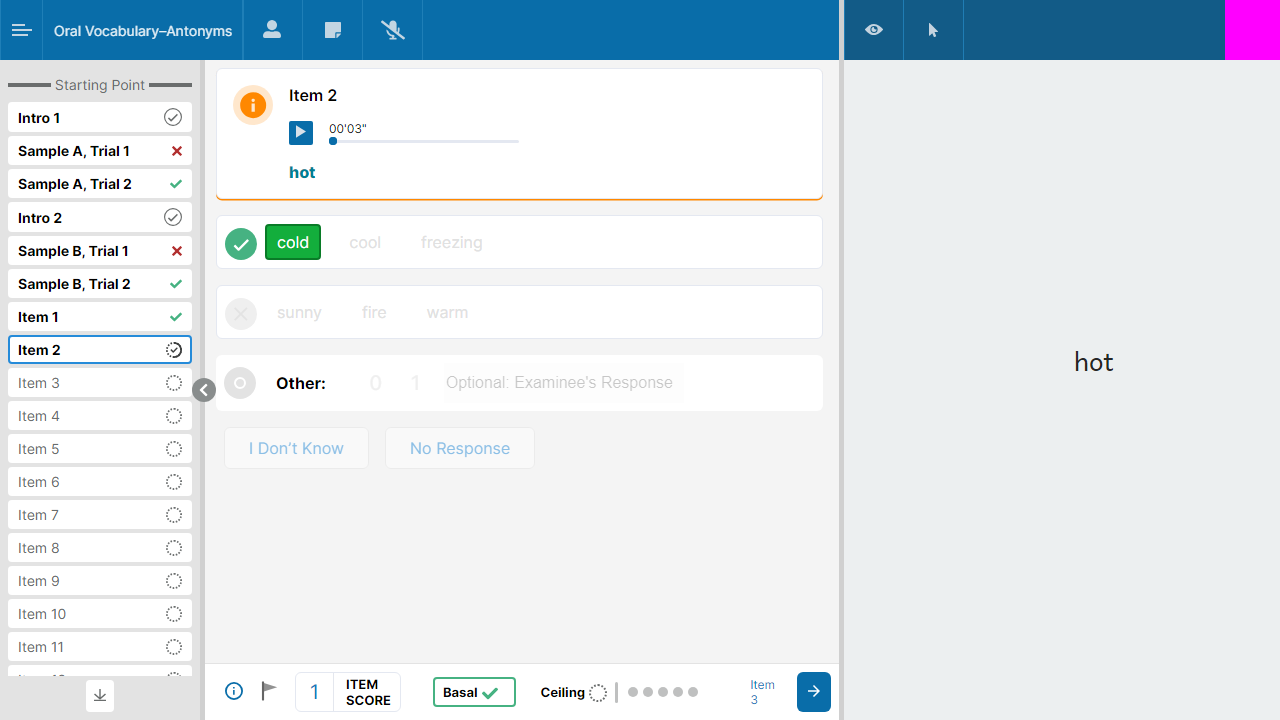 Oral Vocabulary–Antonyms
Starting Point
Intro 1
Sample A, Trial 1
Sample A, Trial 2
Intro 2
Sample B, Trial 1
Sample B, Trial 2
Item 1
Item 2
Item 3
Item 4
Item 5
Item 6
Item 7
Item 8
Item 9
Item 10
Item 11
Item 2
00'03"
hot
cold cool freezing
sunny fire warm
Other: 0 1 Optional: Examinee's Response
I Don't Know No Response
1 ITEM
SCORE
Basal Ceiling
Item
3
hot